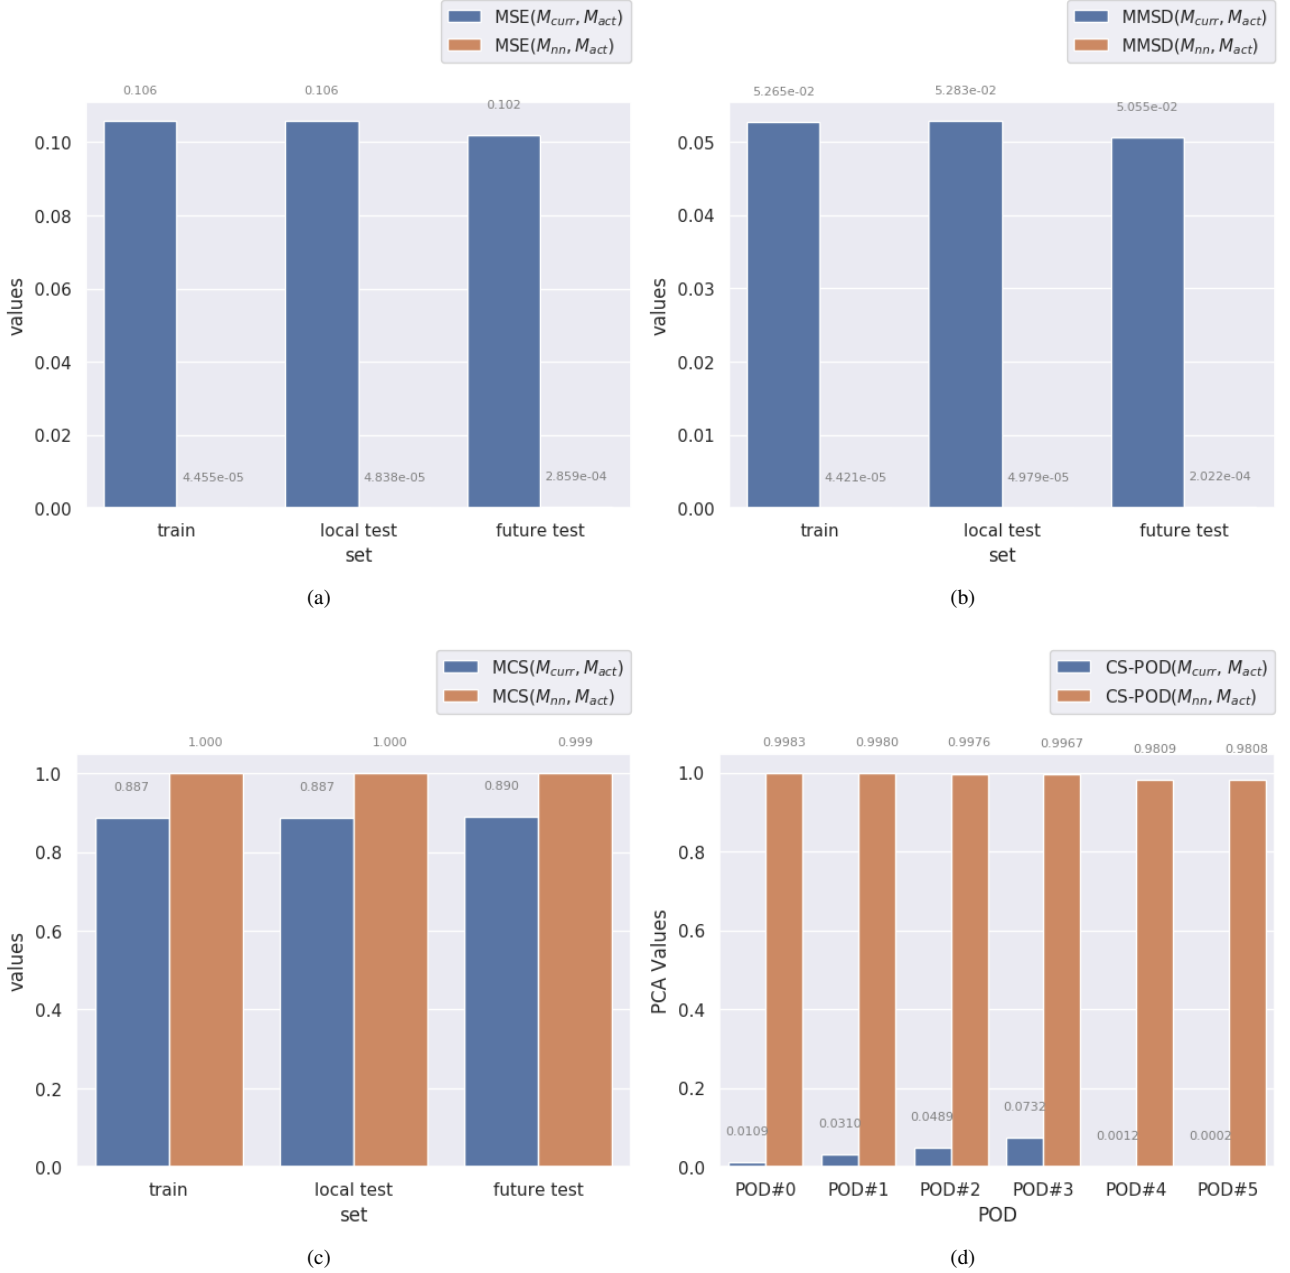 MSE(M_curr, M_act)
MSE(M_nn, M_act)
0.106
0.106
0.102
0.10
0.08
0.06
0.04
0.02
0.00
values
4.455e-05
4.838e-05
2.859e-04
train
local test
future test
set
(a)
MMSD(M_curr, M_act)
MMSD(M_nn, M_act)
5.265e-02
5.283e-02
5.055e-02
0.05
0.04
0.03
0.02
0.01
0.00
values
4.421e-05
4.979e-05
2.022e-04
train
local test
future test
set
(b)
MCS(M_curr, M_act)
MCS(M_nn, M_act)
1.000
1.000
0.999
0.887
0.887
0.890
1.0
0.8
0.6
0.4
0.2
0.0
values
train
local test
future test
set
(c)
CS-POD(M_curr, M_act)
CS-POD(M_nn, M_act)
0.9983
0.9980
0.9976
0.9967
0.9809
0.9808
1.0
0.8
0.6
0.4
0.2
0.0
PCA Values
0.0109
0.0310
0.0489
0.0732
0.0012
0.0002
POD#0
POD#1
POD#2
POD#3
POD#4
POD#5
POD
(d)